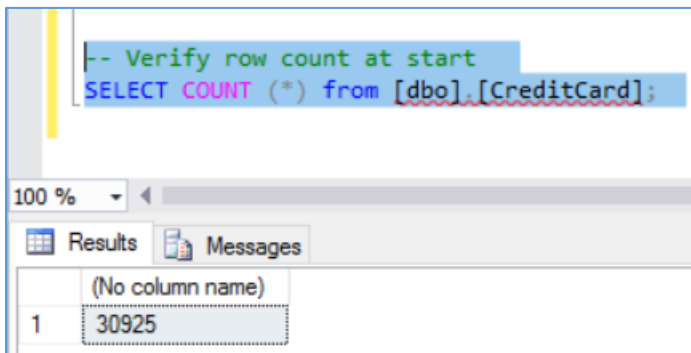 -- Verify row count at start
SELECT COUNT (*) from [dbo].[CreditCard];
100 %
Results Messages
(No column name)
1 30925